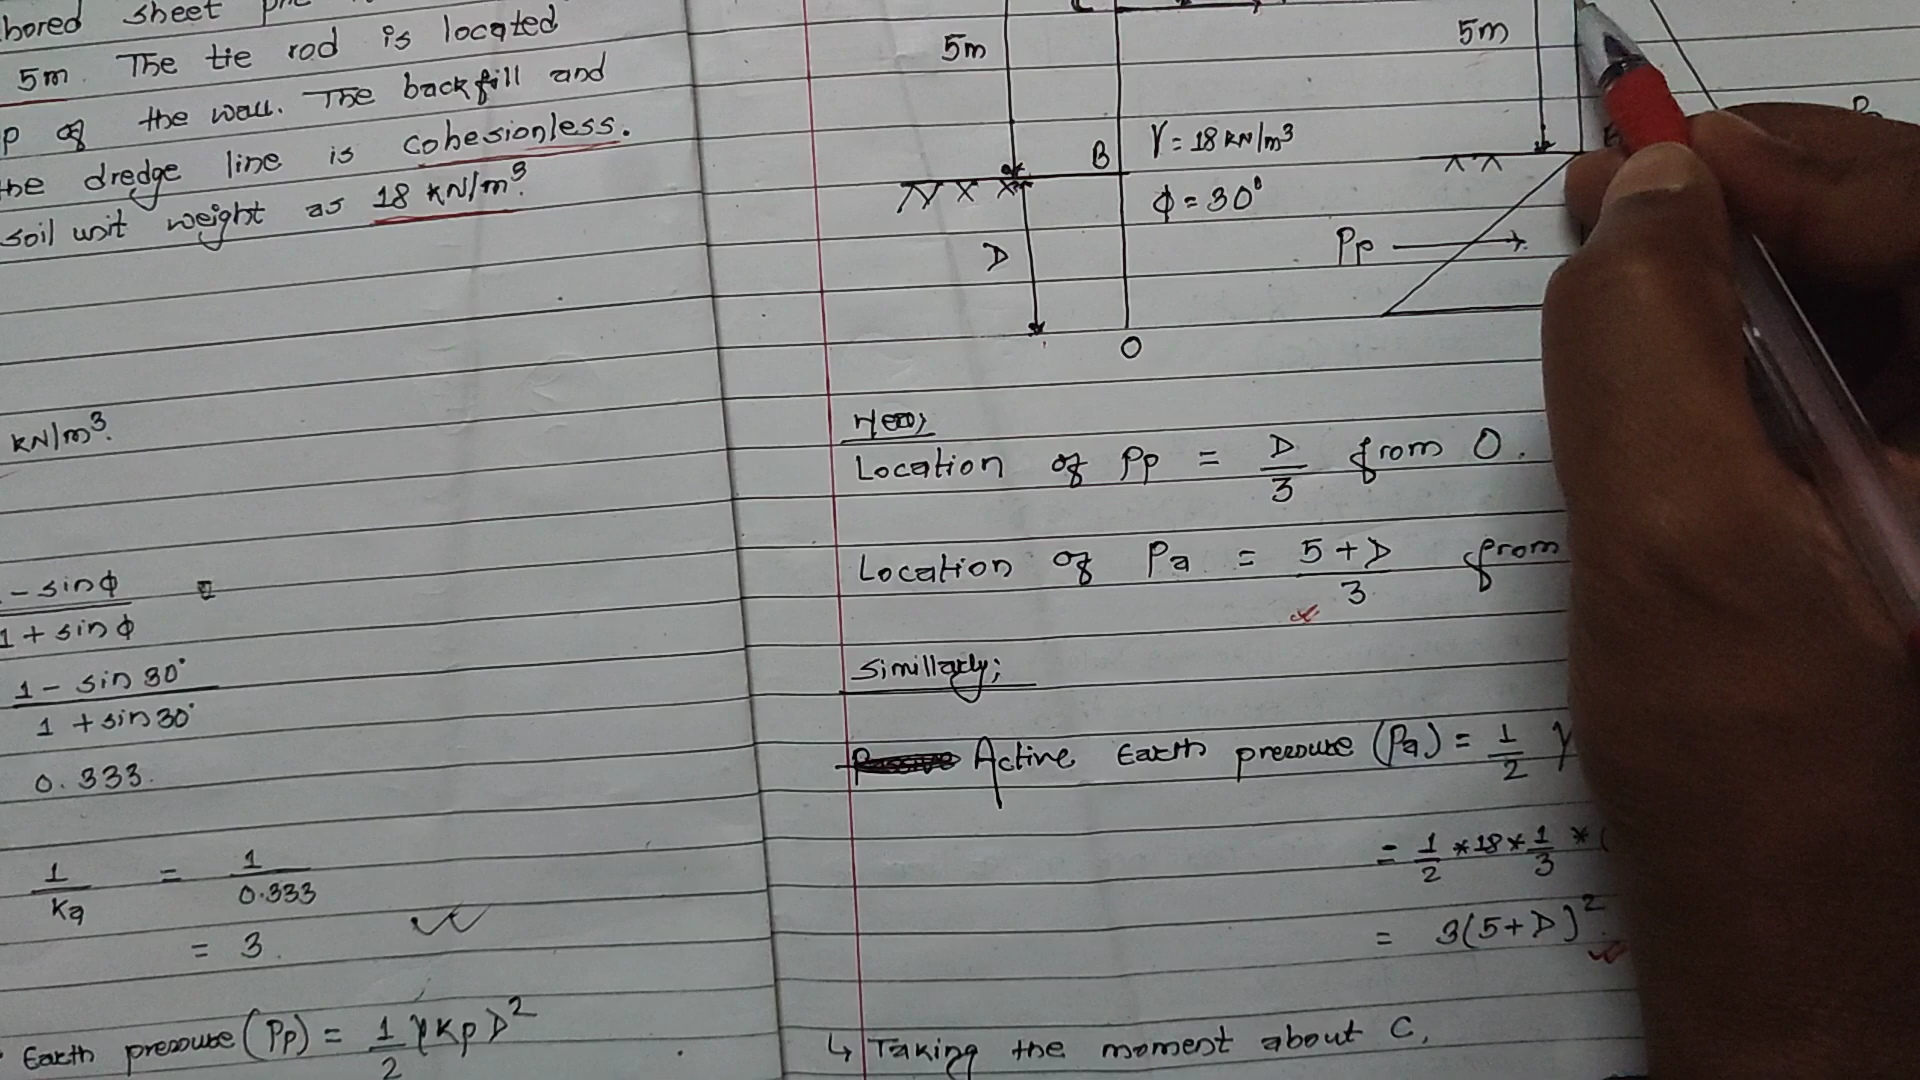 bored sheet
5m. The tie rod is located
p of the wall. The backfill and
the dredge line is cohesionless.
soil unit weight as 18 kN/m³.
kN/m³.
- sinϕ =
1 + sinϕ
1 - sin 30°
1 + sin 30°
0.333.
1 = 1
Ka 0.333
= 3.
Earth pressure (Pp) = 1/2 γ Kp D²
5m
B
γ = 18 kN/m³
ϕ = 30°
D
O
5m
Pp
Here,
Location of Pp = D/3 from O.
Location of Pa = 5+D/3 from
Simillarly;
Active Earth pressure (Pa) = 1/2 γ
= 1/2 * 18 * 1/3 * (
= 3(5+D)².
↳ Taking the moment about C,